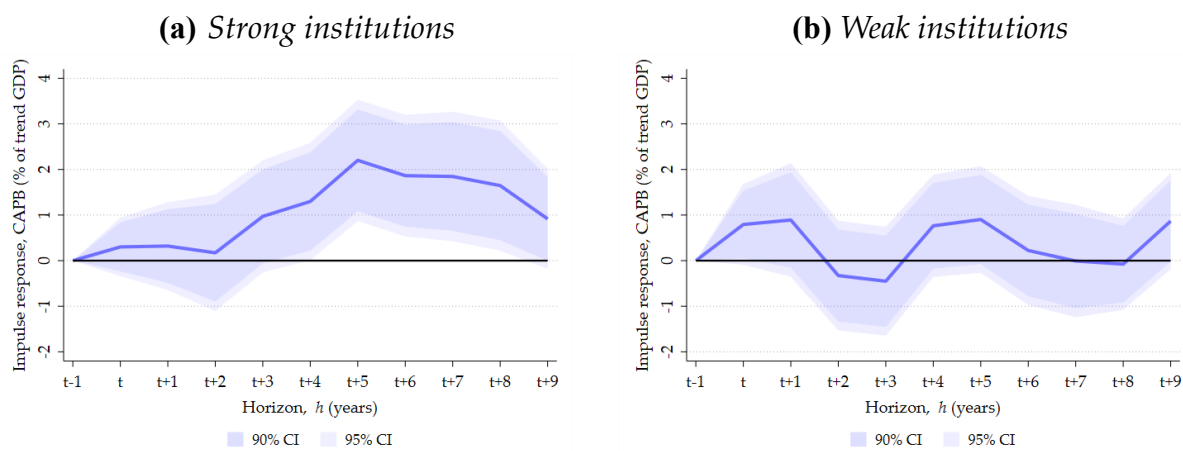 (a) Strong institutions
Impulse response, CAPB (% of trend GDP)
4
3
2
1
0
-1
-2
t-1 t t+1 t+2 t+3 t+4 t+5 t+6 t+7 t+8 t+9
Horizon, h (years)
90% CI 95% CI
(b) Weak institutions
Impulse response, CAPB (% of trend GDP)
4
3
2
1
0
-1
-2
t-1 t t+1 t+2 t+3 t+4 t+5 t+6 t+7 t+8 t+9
Horizon, h (years)
90% CI 95% CI